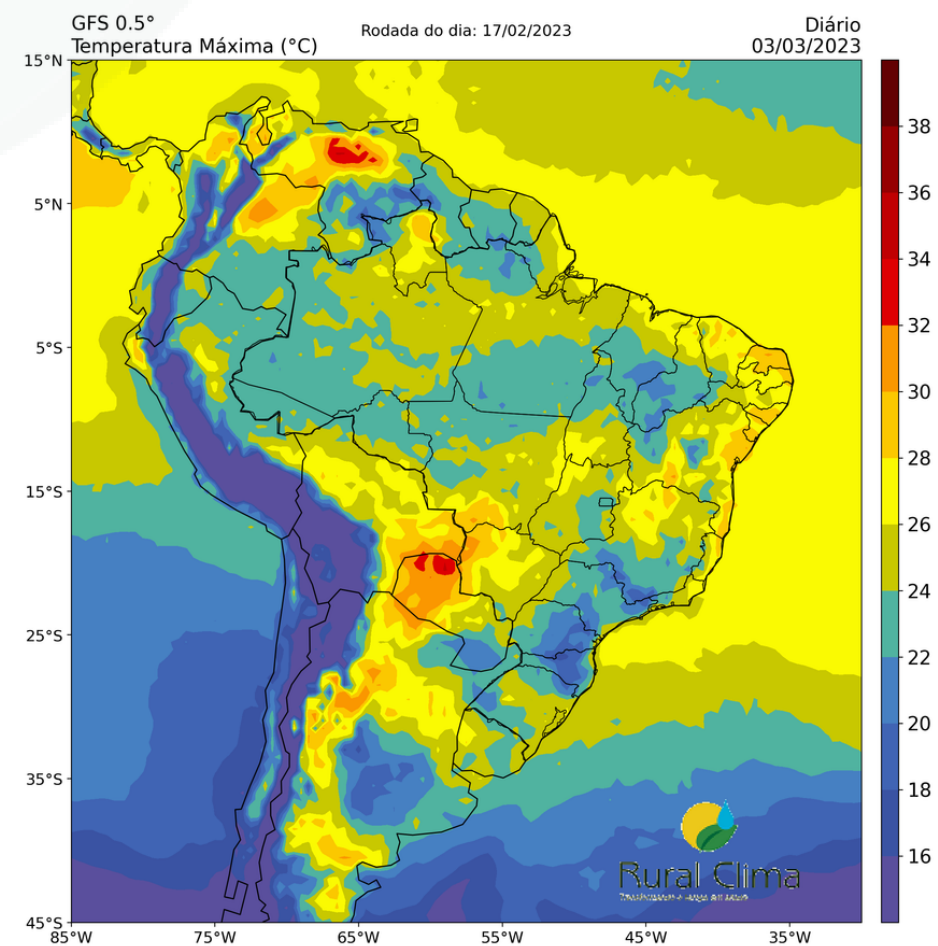 GFS 0.5°
Temperatura Máxima (°C)
Rodada do dia: 17/02/2023
Diário
03/03/2023
15°N
5°N
5°S
15°S
25°S
35°S
45°S
85°W
75°W
65°W
55°W
45°W
35°W
38
36
34
32
30
28
26
24
22
20
18
16
Rural Clima